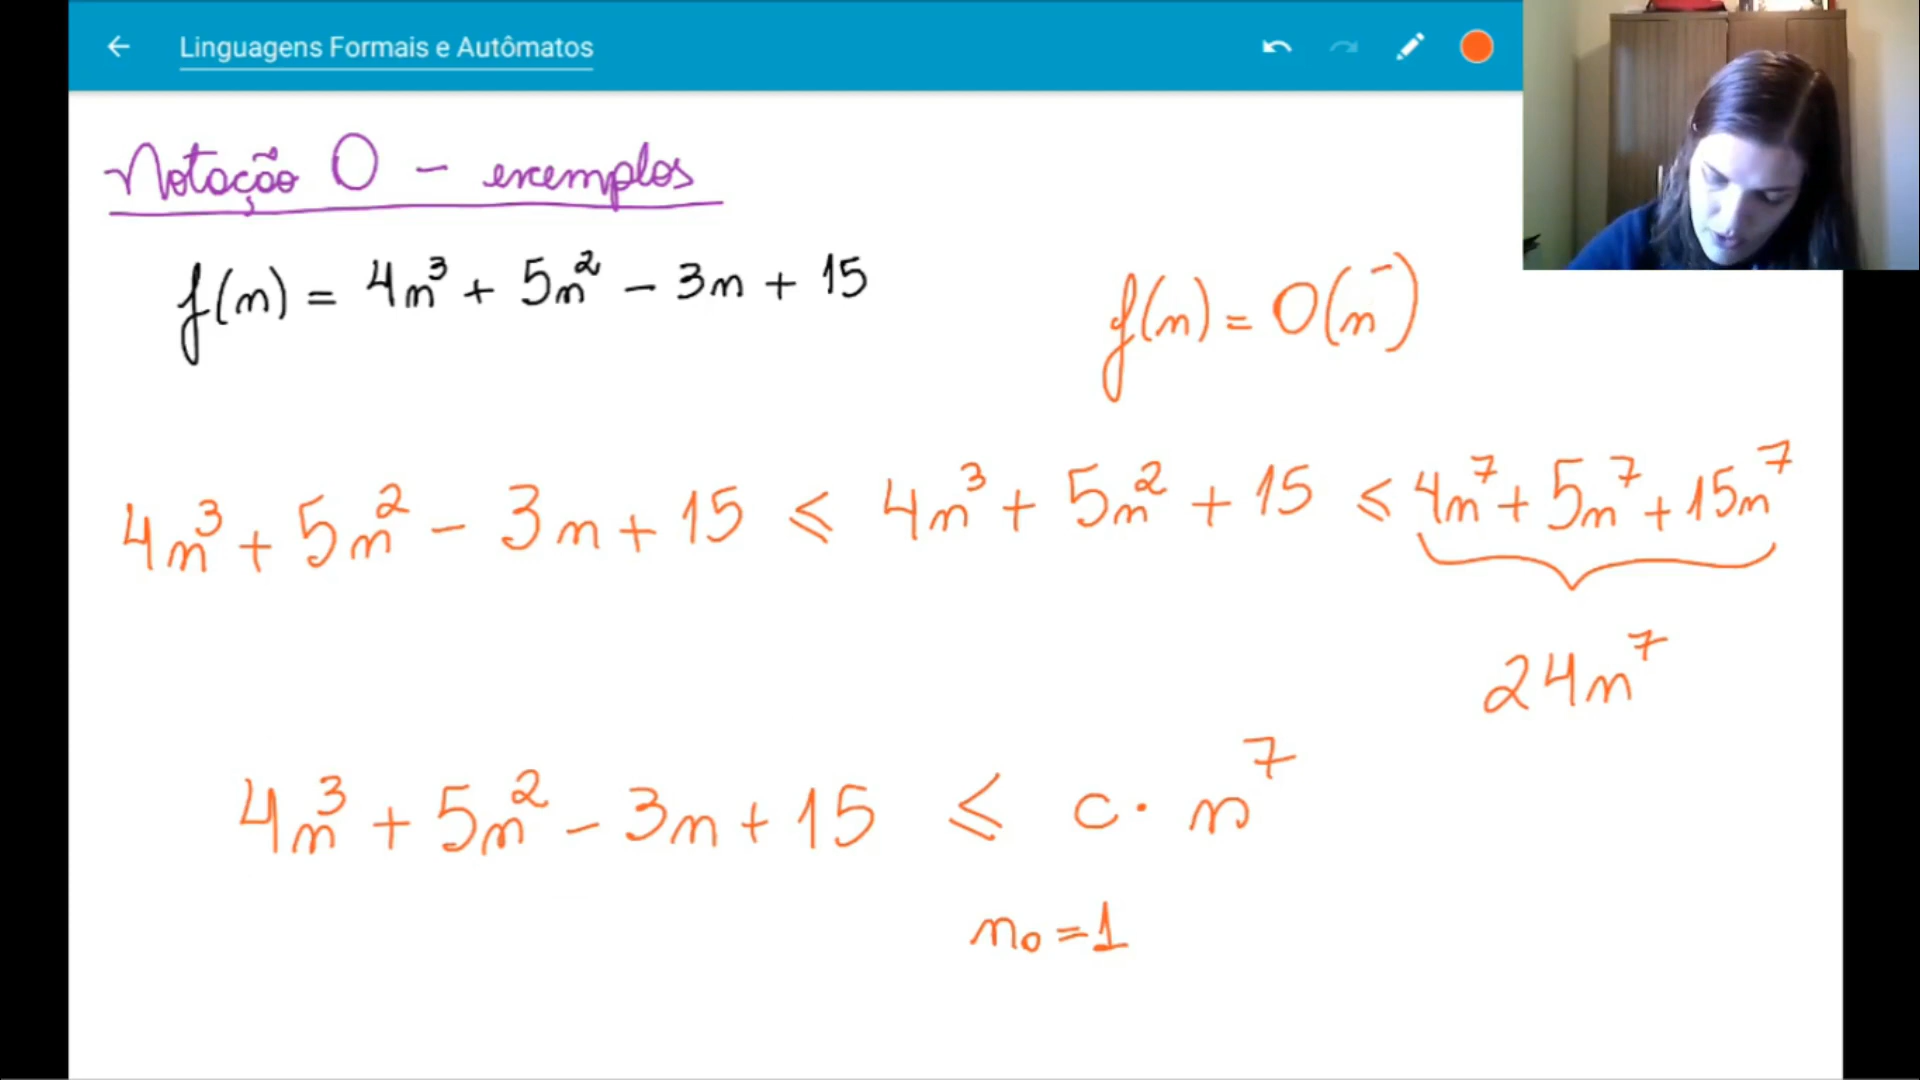 Linguagens Formais e Autômatos
Notação O - exemplos
f(n) = 4n³ + 5n² - 3n + 15
f(n) = O(n⁻)
4n³ + 5n² - 3n + 15 ≤ 4n³ + 5n² + 15 ≤ 4n⁷ + 5n⁷ + 15n⁷
24n⁷
4n³ + 5n² - 3n + 15 ≤ c · n⁷
n₀ = 1